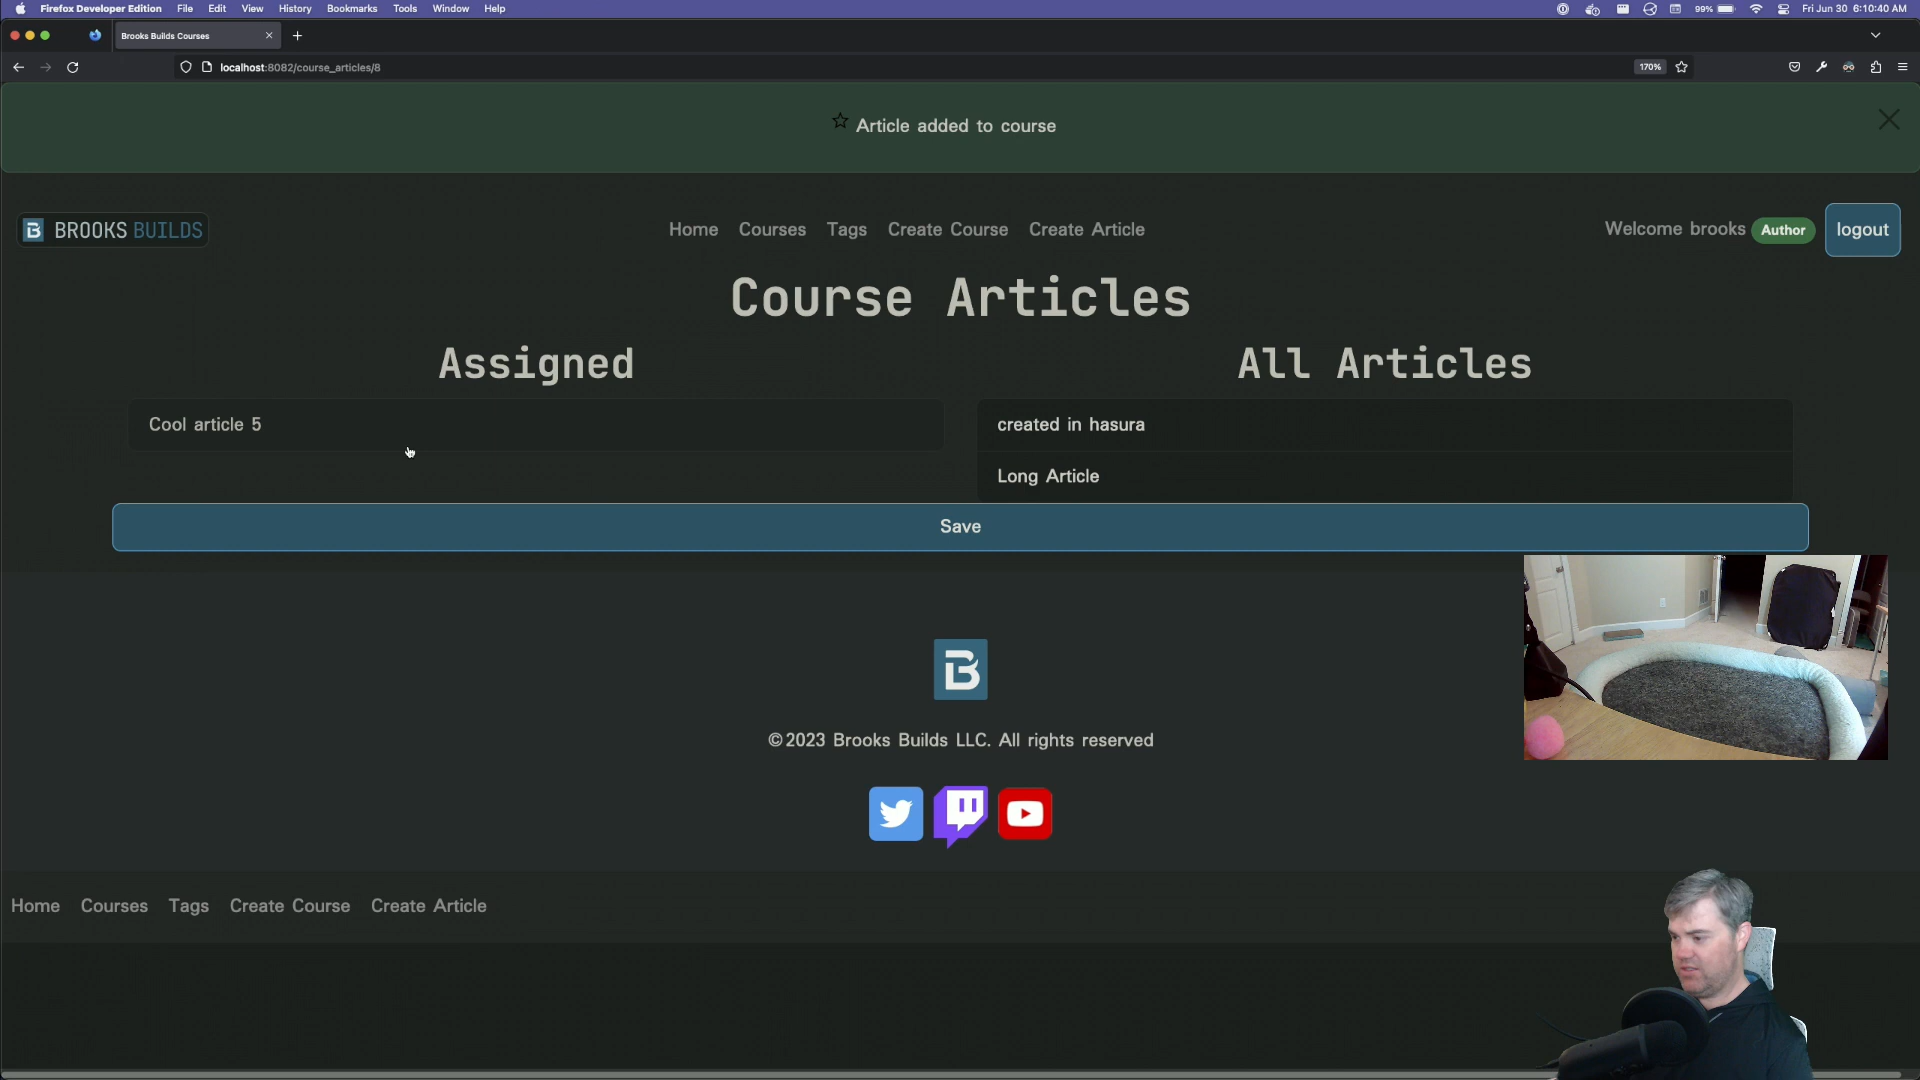 Firefox Developer Edition File Edit View History Bookmarks Tools Window Help 99% Fri Jun 30 6:10:40 AM
Brooks Builds Courses
localhost:8082/course_articles/8 170%
Article added to course
BROOKS BUILDS Home Courses Tags Create Course Create Article Welcome brooks Author logout
Course Articles
Assigned All Articles
Cool article 5 created in hasura
Long Article
Save
©2023 Brooks Builds LLC. All rights reserved
Home Courses Tags Create Course Create Article